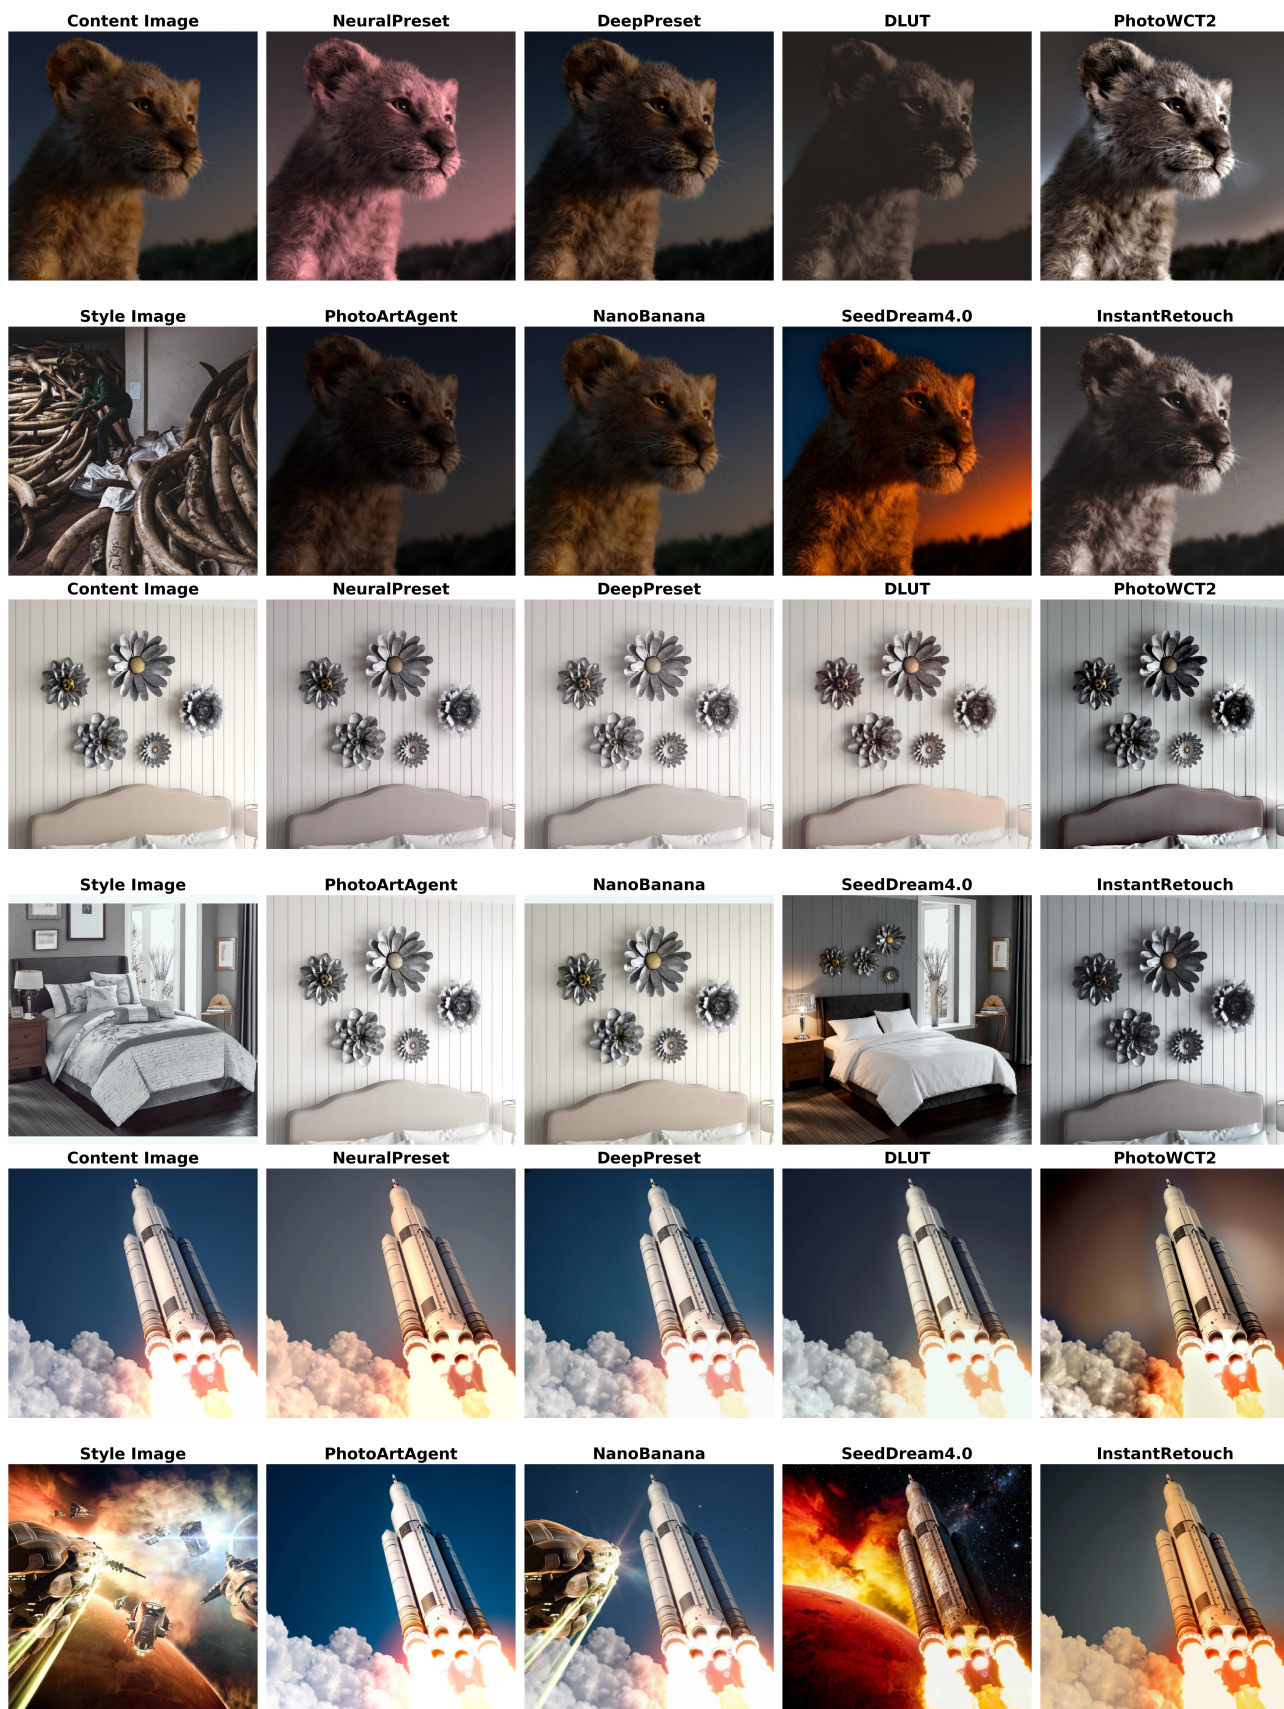 Content Image NeuralPreset DeepPreset DLUT PhotoWCT2
Style Image PhotoArtAgent NanoBanana SeedDream4.0 InstantRetouch
Content Image NeuralPreset DeepPreset DLUT PhotoWCT2
Style Image PhotoArtAgent NanoBanana SeedDream4.0 InstantRetouch
Content Image NeuralPreset DeepPreset DLUT PhotoWCT2
Style Image PhotoArtAgent NanoBanana SeedDream4.0 InstantRetouch